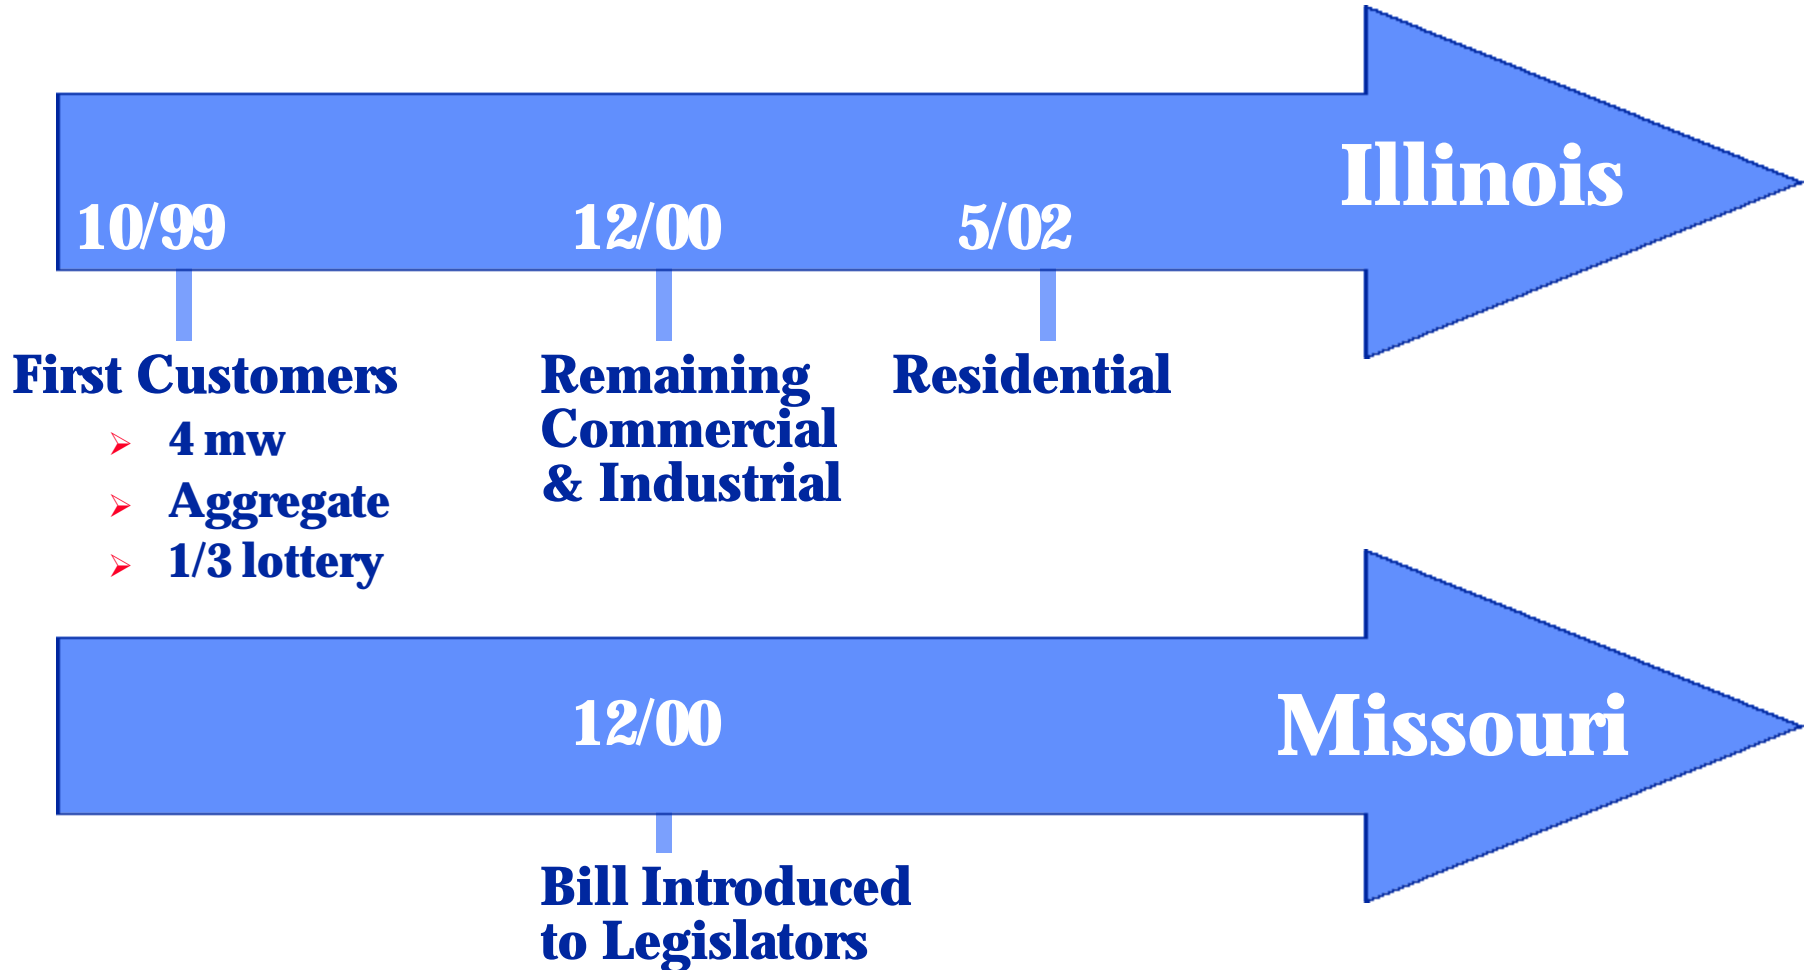 Illinois
10/99
12/00
5/02
First Customers
4 mw
Aggregate
1/3 lottery
Remaining
Commercial
& Industrial
Residential
Missouri
12/00
Bill Introduced
to Legislators